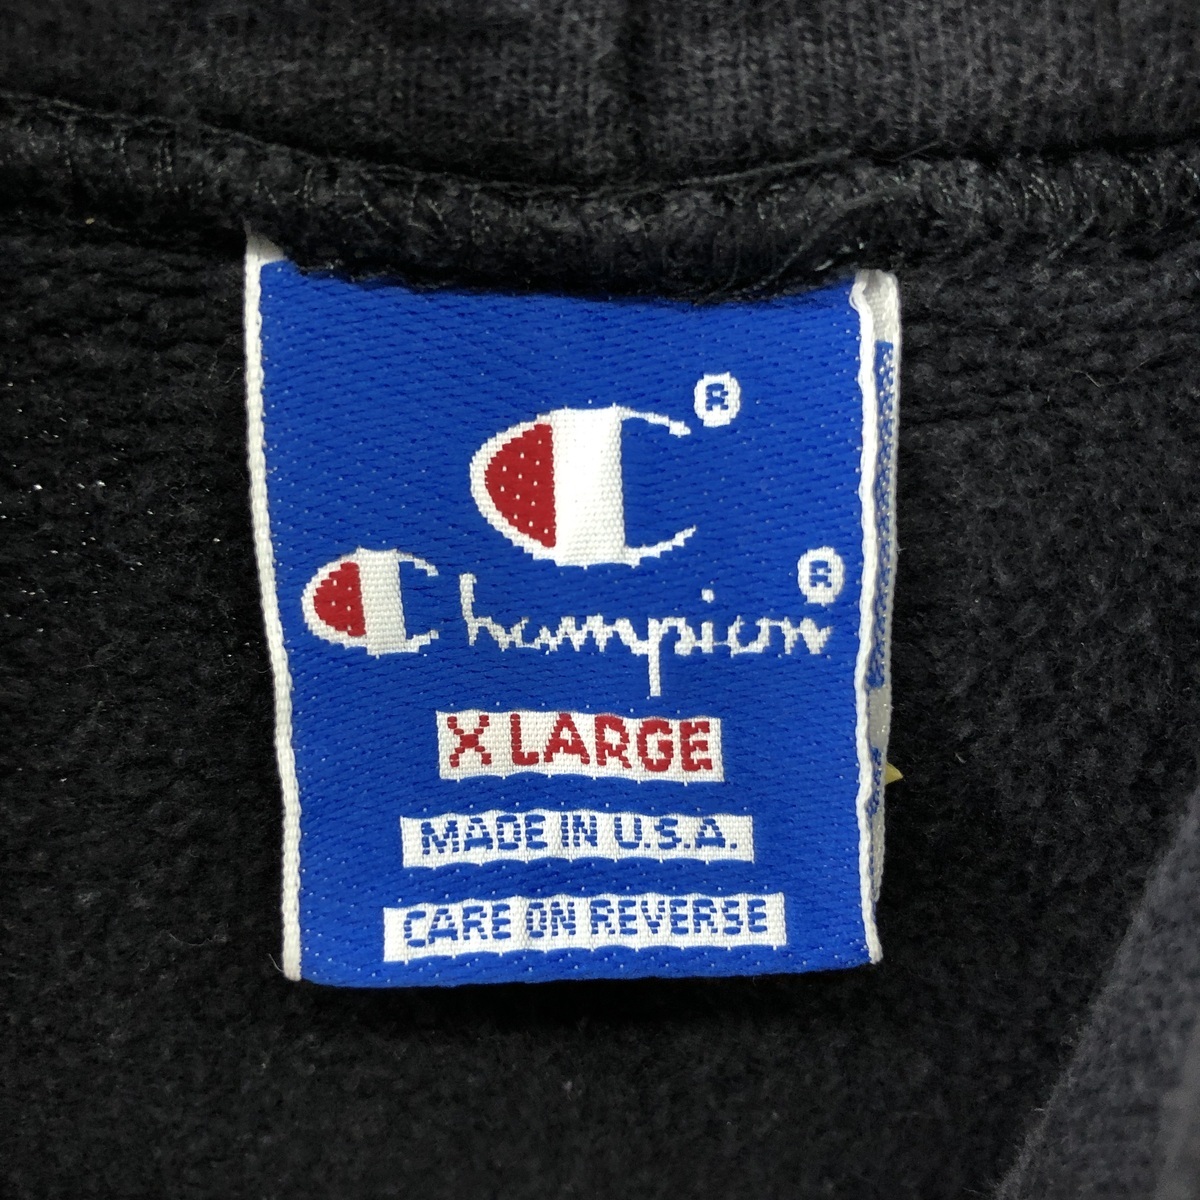 C®
Champion®
X LARGE
MADE IN U.S.A.
CARE ON REVERSE